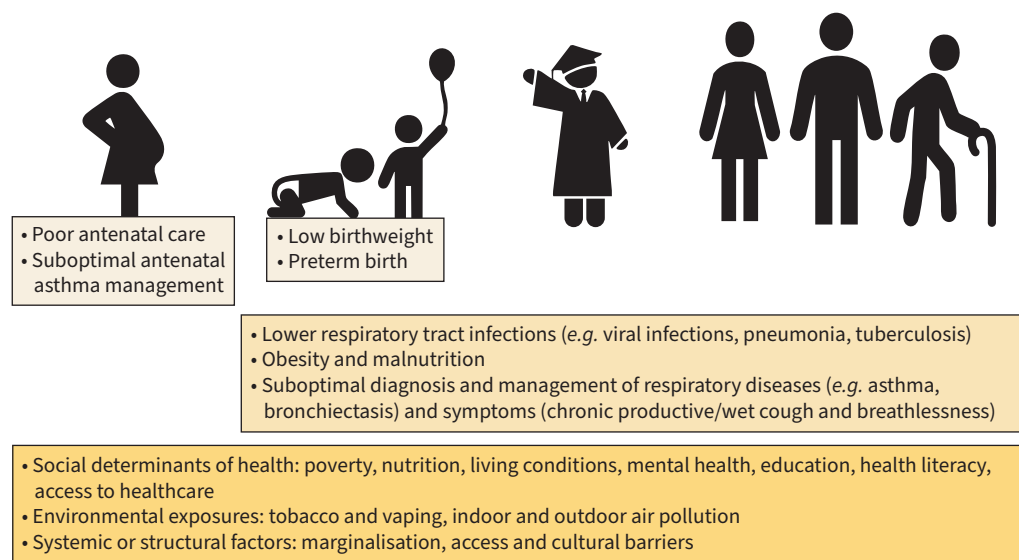 • Poor antenatal care
• Suboptimal antenatal
asthma management
• Low birthweight
• Preterm birth
• Lower respiratory tract infections (e.g. viral infections, pneumonia, tuberculosis)
• Obesity and malnutrition
• Suboptimal diagnosis and management of respiratory diseases (e.g. asthma,
bronchiectasis) and symptoms (chronic productive/wet cough and breathlessness)
• Social determinants of health: poverty, nutrition, living conditions, mental health, education, health literacy,
access to healthcare
• Environmental exposures: tobacco and vaping, indoor and outdoor air pollution
• Systemic or structural factors: marginalisation, access and cultural barriers